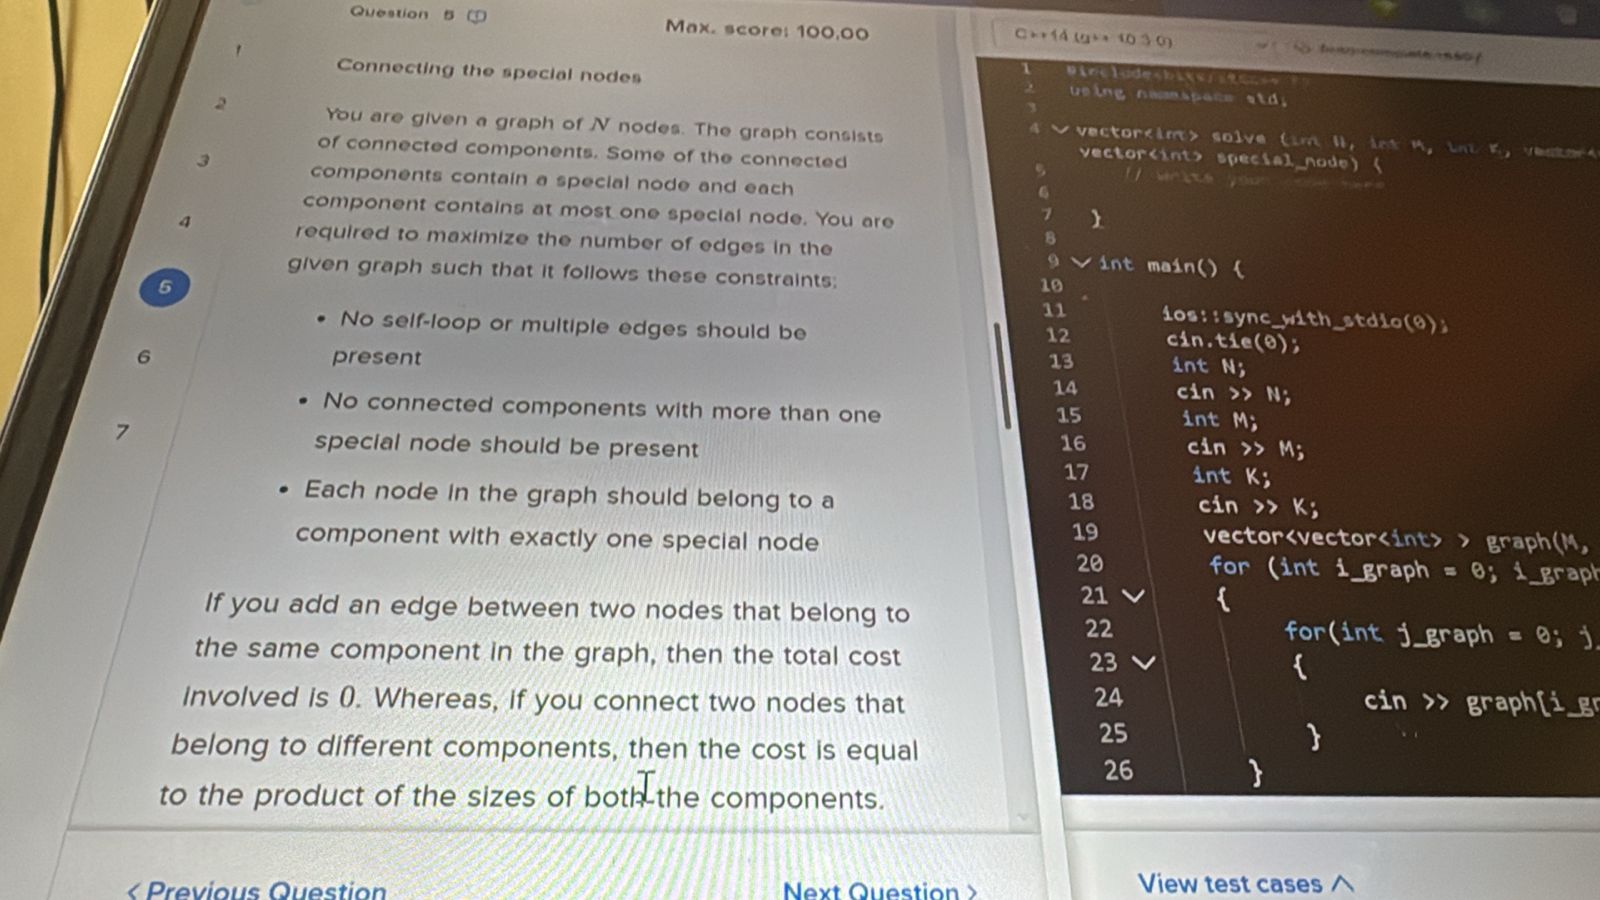 Question 5
Max. score: 100.00
1
2
3
4
5
6
7
Connecting the special nodes
You are given a graph of N nodes. The graph consists
of connected components. Some of the connected
components contain a special node and each
component contains at most one special node. You are
required to maximize the number of edges in the
given graph such that it follows these constraints:
• No self-loop or multiple edges should be
present
• No connected components with more than one
special node should be present
• Each node in the graph should belong to a
component with exactly one special node
If you add an edge between two nodes that belong to
the same component in the graph, then the total cost
involved is 0. Whereas, if you connect two nodes that
belong to different components, then the cost is equal
to the product of the sizes of both the components.
< Previous Question
Next Question >
C++14 (g++ 10.3.0)
1
2 using namespace std;
3
4 vector<int> solve (int N, int M, int K,
vector<int> special_node) {
5 // Write your code here
6
7 }
8
9 int main() {
10
11 ios::sync_with_stdio(0);
12 cin.tie(0);
13 int N;
14 cin >> N;
15 int M;
16 cin >> M;
17 int K;
18 cin >> K;
19 vector<vector<int> > graph(M,
20 for (int i_graph = 0; i_graph
21 {
22 for(int j_graph = 0; j_
23 {
24 cin >> graph[i_gr
25 }
26 }
View test cases